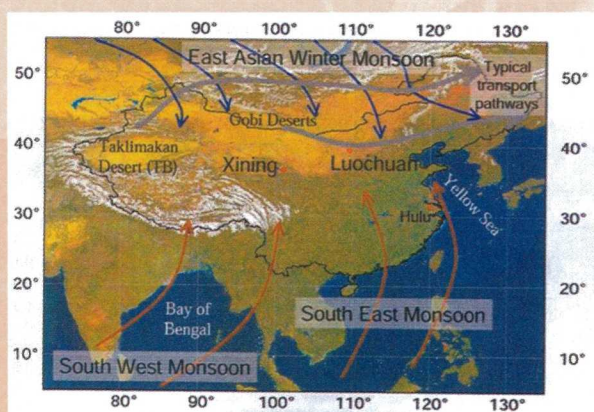 80° 90° 100° 110° 120° 130°
East Asian Winter Monsoon
50° 50°
Typical
transport
pathways
Gobi Deserts
40° 40°
Taklimakan
Desert (TB)
Xining Luochuan
Yellow Sea
30° 30°
Hulu
20° 20°
Bay of
Bengal
South East Monsoon
10° 10°
South West Monsoon
80° 90° 100° 110° 120° 130°